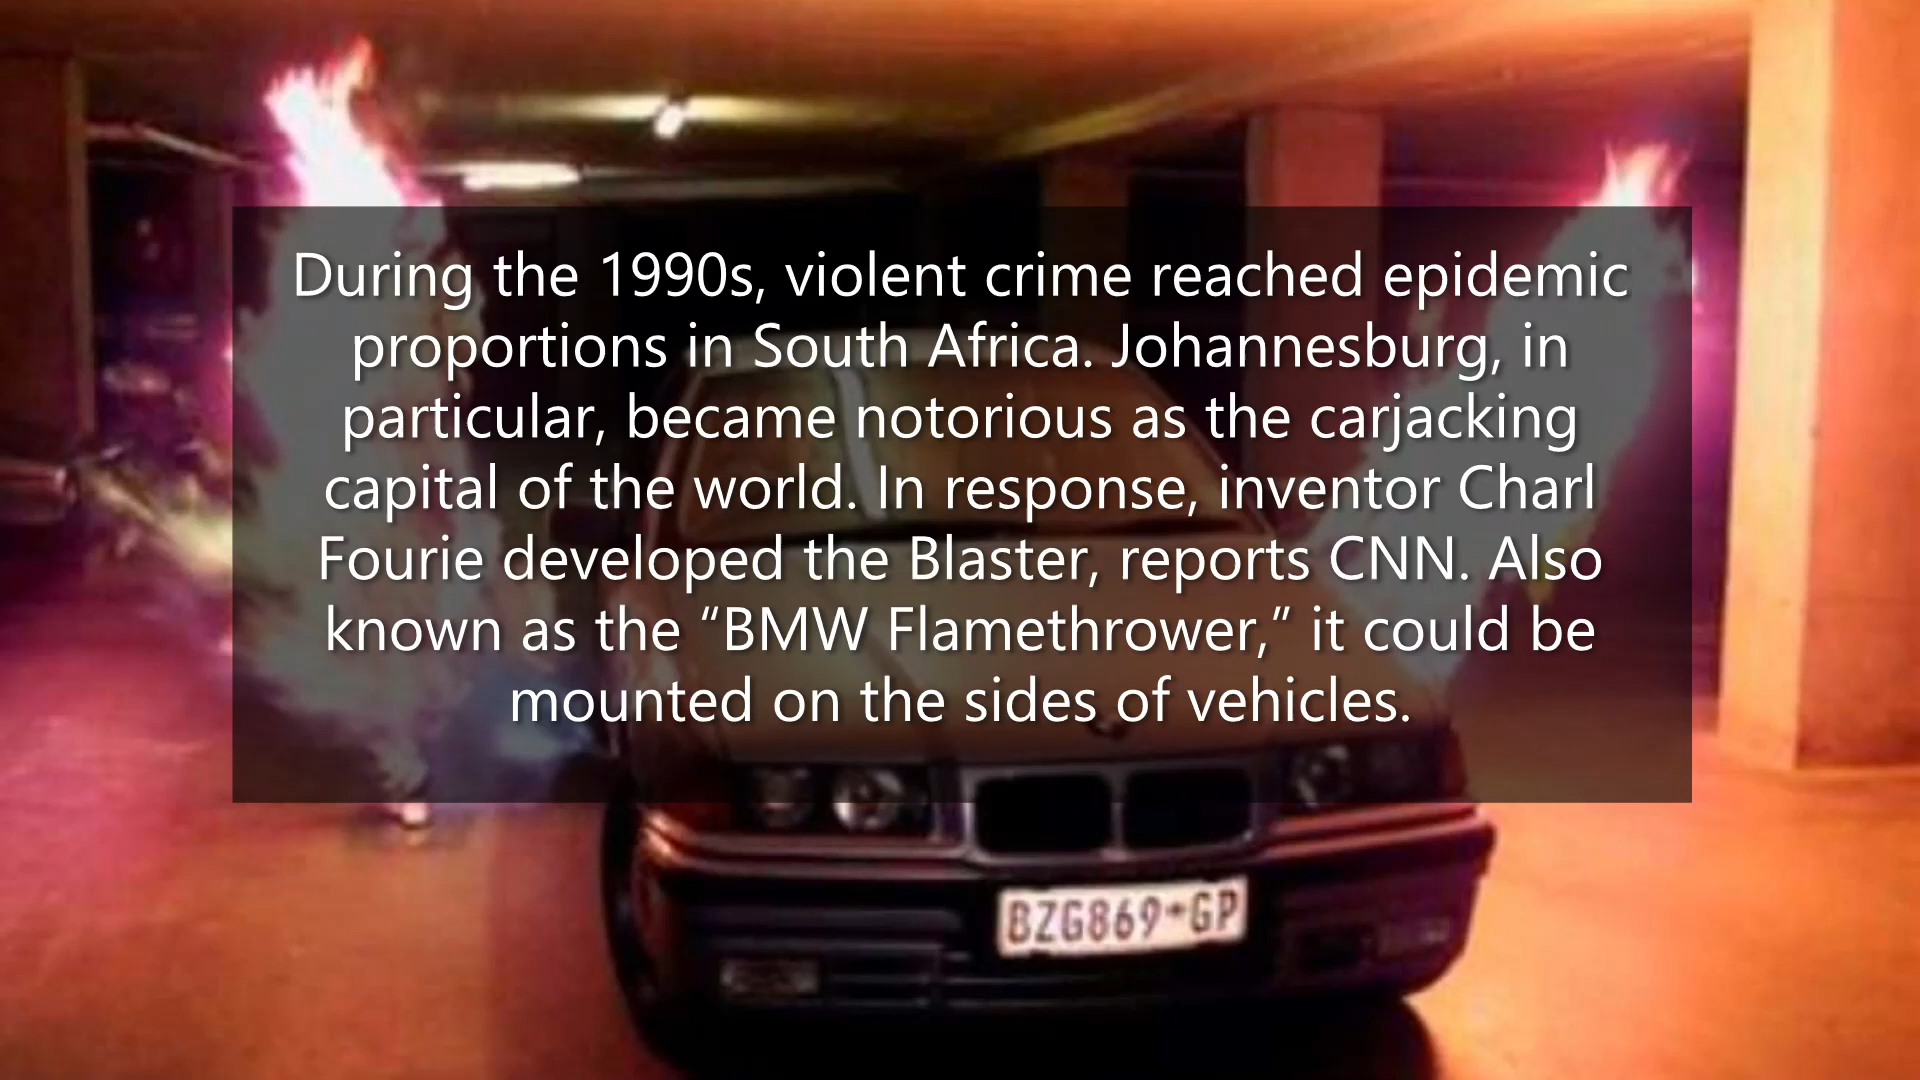 During the 1990s, violent crime reached epidemic
proportions in South Africa. Johannesburg, in
particular, became notorious as the carjacking
capital of the world. In response, inventor Charl
Fourie developed the Blaster, reports CNN. Also
known as the “BMW Flamethrower,” it could be
mounted on the sides of vehicles.
BZG869*GP